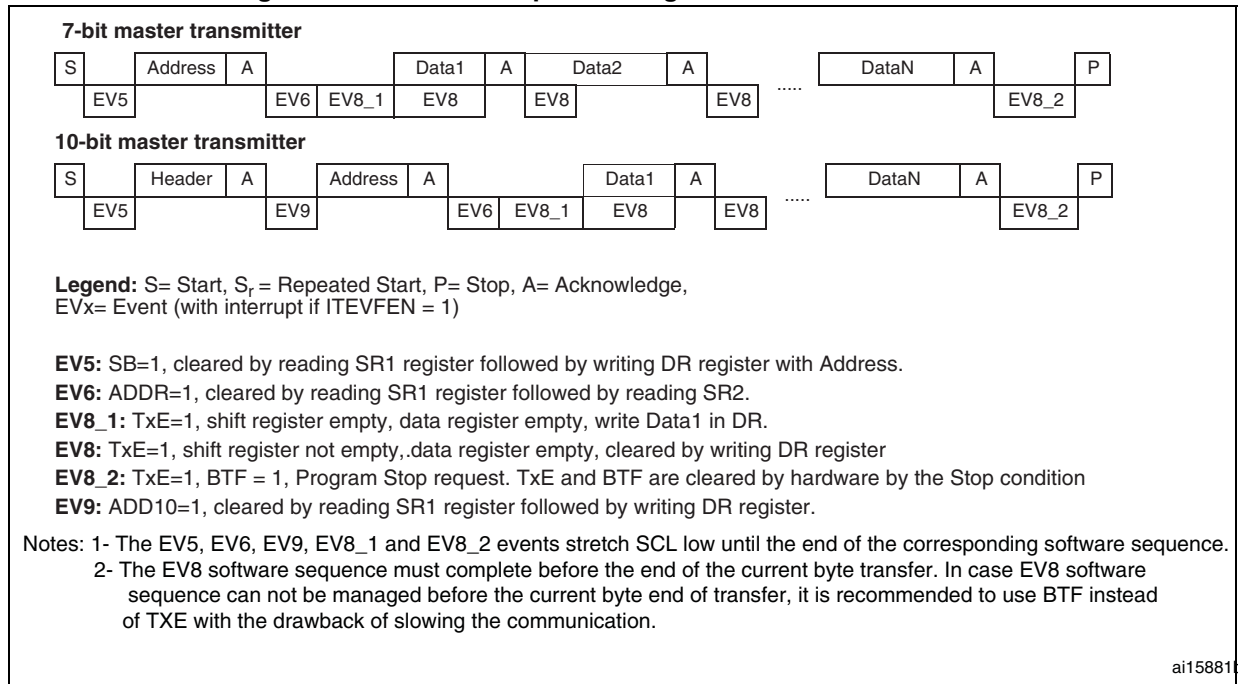 7-bit master transmitter
S Address A Data1 A Data2 A ..... DataN A P
EV5 EV6 EV8_1 EV8 EV8 EV8 EV8_2
10-bit master transmitter
S Header A Address A Data1 A ..... DataN A P
EV5 EV9 EV6 EV8_1 EV8 EV8 EV8_2
Legend: S= Start, Sr = Repeated Start, P= Stop, A= Acknowledge,
EVx= Event (with interrupt if ITEVFEN = 1)
EV5: SB=1, cleared by reading SR1 register followed by writing DR register with Address.
EV6: ADDR=1, cleared by reading SR1 register followed by reading SR2.
EV8_1: TxE=1, shift register empty, data register empty, write Data1 in DR.
EV8: TxE=1, shift register not empty,.data register empty, cleared by writing DR register
EV8_2: TxE=1, BTF = 1, Program Stop request. TxE and BTF are cleared by hardware by the Stop condition
EV9: ADD10=1, cleared by reading SR1 register followed by writing DR register.
Notes: 1- The EV5, EV6, EV9, EV8_1 and EV8_2 events stretch SCL low until the end of the corresponding software sequence.
2- The EV8 software sequence must complete before the end of the current byte transfer. In case EV8 software
sequence can not be managed before the current byte end of transfer, it is recommended to use BTF instead
of TXE with the drawback of slowing the communication.